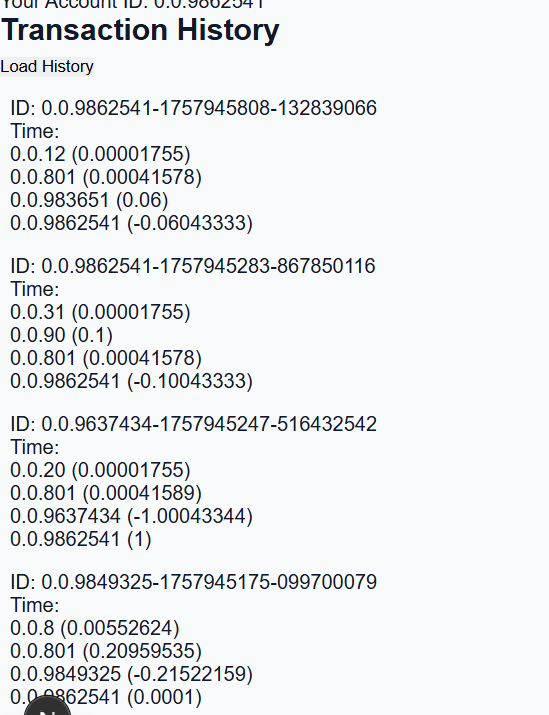 Your Account ID: 0.0.9862541
Transaction History
Load History
ID: 0.0.9862541-1757945808-132839066
Time:
0.0.12 (0.00001755)
0.0.801 (0.00041578)
0.0.983651 (0.06)
0.0.9862541 (-0.06043333)
ID: 0.0.9862541-1757945283-867850116
Time:
0.0.31 (0.00001755)
0.0.90 (0.1)
0.0.801 (0.00041578)
0.0.9862541 (-0.10043333)
ID: 0.0.9637434-1757945247-516432542
Time:
0.0.20 (0.00001755)
0.0.801 (0.00041589)
0.0.9637434 (-1.00043344)
0.0.9862541 (1)
ID: 0.0.9849325-1757945175-099700079
Time:
0.0.8 (0.00552624)
0.0.801 (0.20959535)
0.0.9849325 (-0.21522159)
0.0.9862541 (0.0001)